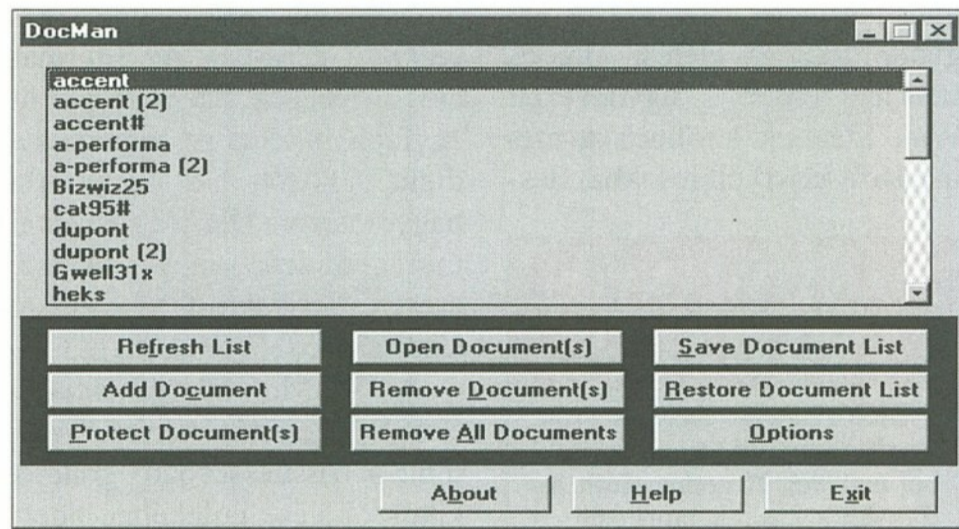 DocMan
accent
accent (2)
accent#
a-performa
a-performa (2)
Bizwiz25
cat95#
dupont
dupont (2)
Gwell31x
heks
Refresh List
Open Document(s)
Save Document List
Add Document
Remove Document(s)
Restore Document List
Protect Document(s)
Remove All Documents
Options
About
Help
Exit